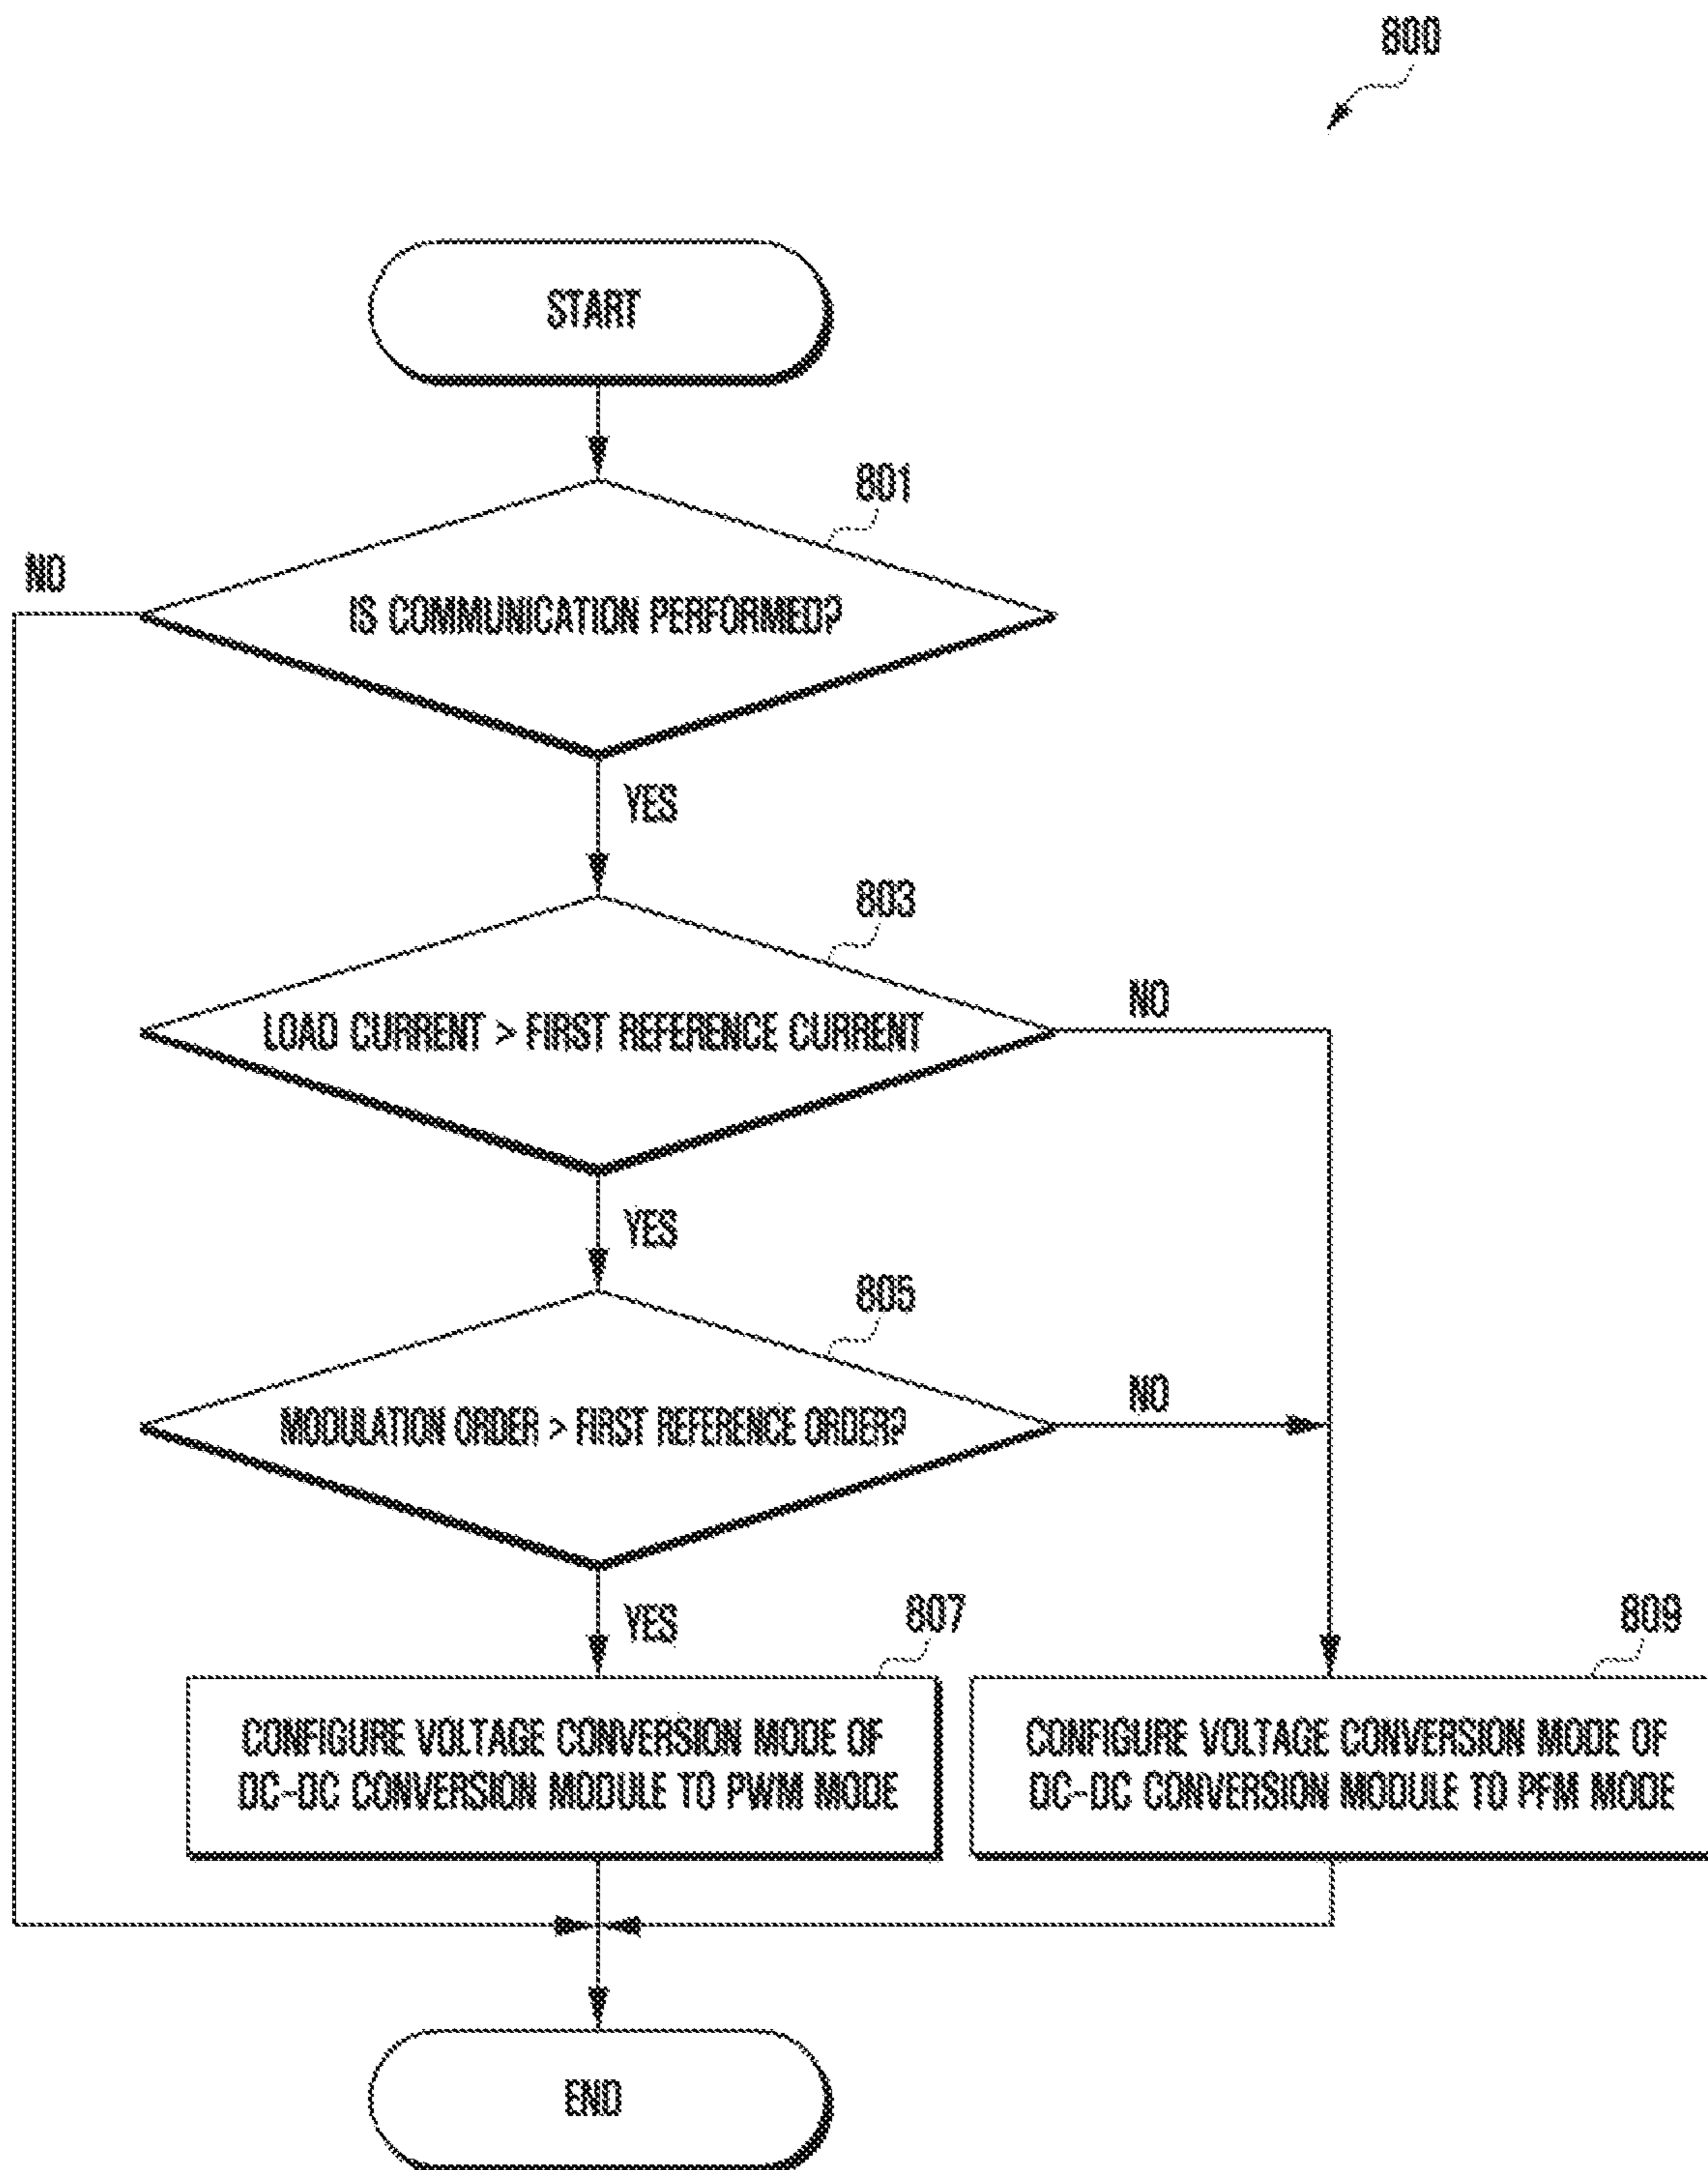 800
START
801
NO
IS COMMUNICATION PERFORMED?
YES
803
NO
LOAD CURRENT > FIRST REFERENCE CURRENT
YES
805
NO
MODULATION ORDER > FIRST REFERENCE ORDER?
YES
807
809
CONFIGURE VOLTAGE CONVERSION MODE OF
DC-DC CONVERSION MODULE TO PWM MODE
CONFIGURE VOLTAGE CONVERSION MODE OF
DC-DC CONVERSION MODULE TO PFM MODE
END